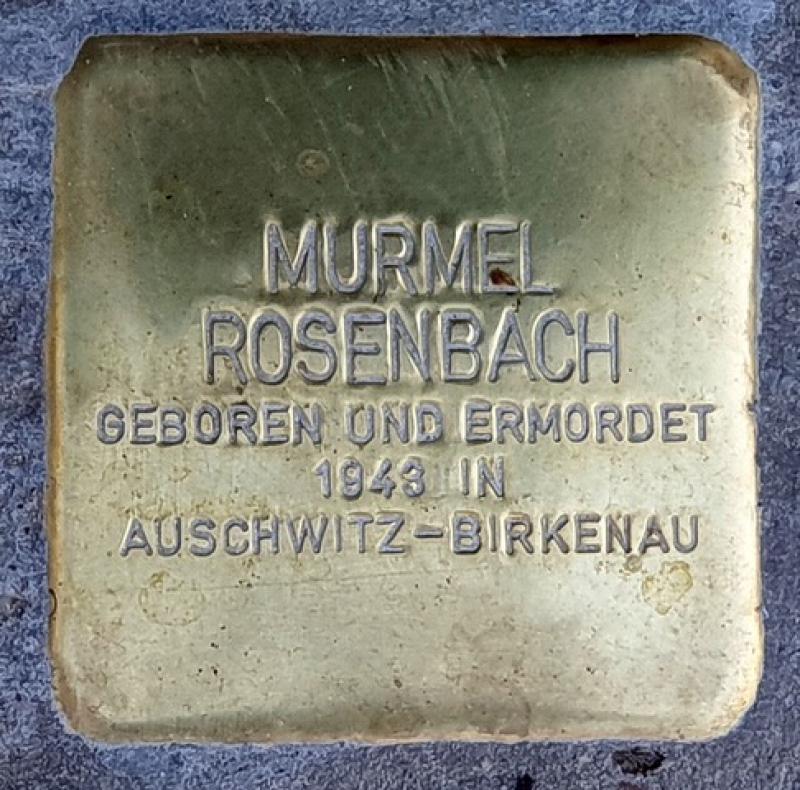 MURMEL
ROSENBACH
GEBOREN UND ERMORDET
1943 IN
AUSCHWITZ-BIRKENAU